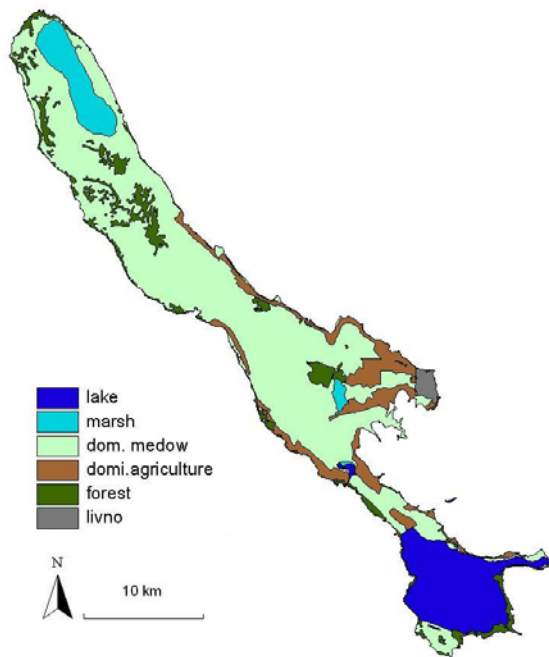 lake
marsh
dom. medow
domi.agriculture
forest
livno
N
10 km